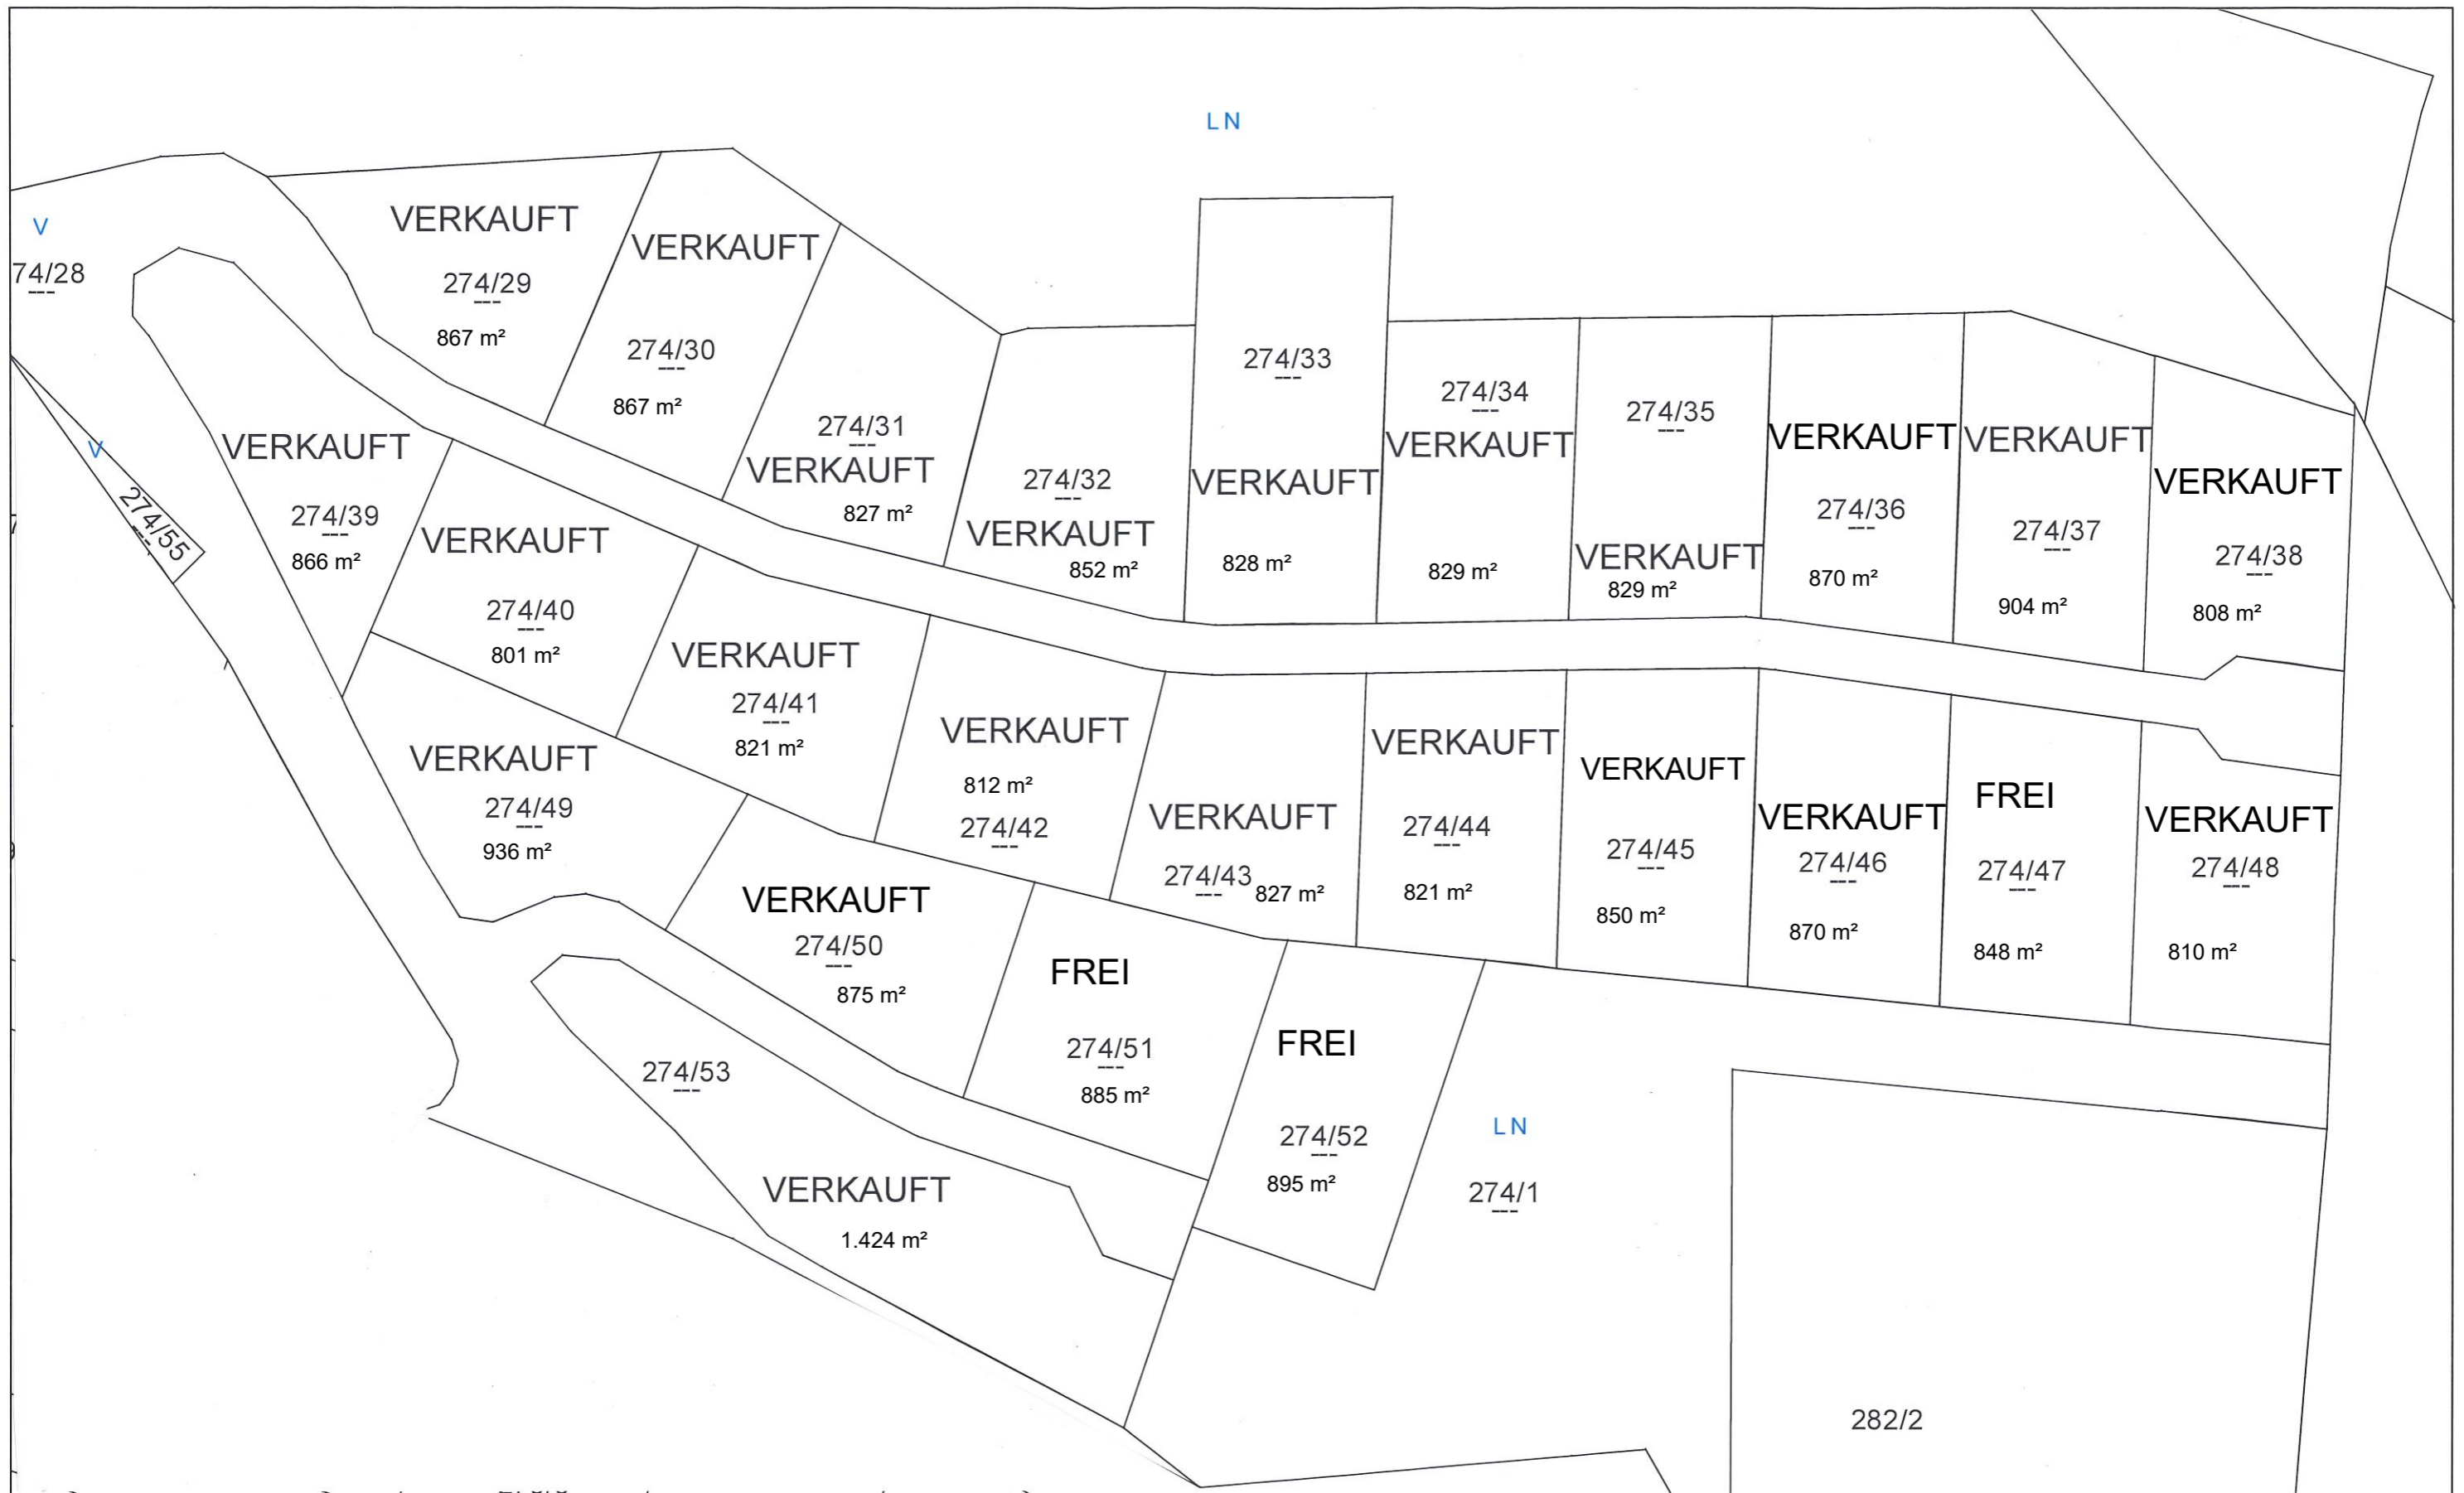 LN
V
74/28
---
VERKAUFT
274/29
---
867 m²
VERKAUFT
274/30
---
867 m²
274/31
---
VERKAUFT
827 m²
274/32
---
VERKAUFT
852 m²
274/33
---
VERKAUFT
828 m²
274/34
---
VERKAUFT
829 m²
274/35
---
VERKAUFT
829 m²
VERKAUFT
274/36
---
870 m²
VERKAUFT
274/37
---
904 m²
VERKAUFT
274/38
---
808 m²
V
274/55
---
VERKAUFT
274/39
---
866 m²
VERKAUFT
274/40
---
801 m²
VERKAUFT
274/41
---
821 m²
VERKAUFT
812 m²
274/42
---
VERKAUFT
274/43
---
827 m²
VERKAUFT
274/44
---
821 m²
VERKAUFT
274/45
---
850 m²
VERKAUFT
274/46
---
870 m²
FREI
274/47
---
848 m²
VERKAUFT
274/48
---
810 m²
VERKAUFT
274/49
---
936 m²
VERKAUFT
274/50
---
875 m²
FREI
274/51
---
885 m²
FREI
274/52
---
895 m²
274/53
---
VERKAUFT
1.424 m²
LN
274/1
---
282/2